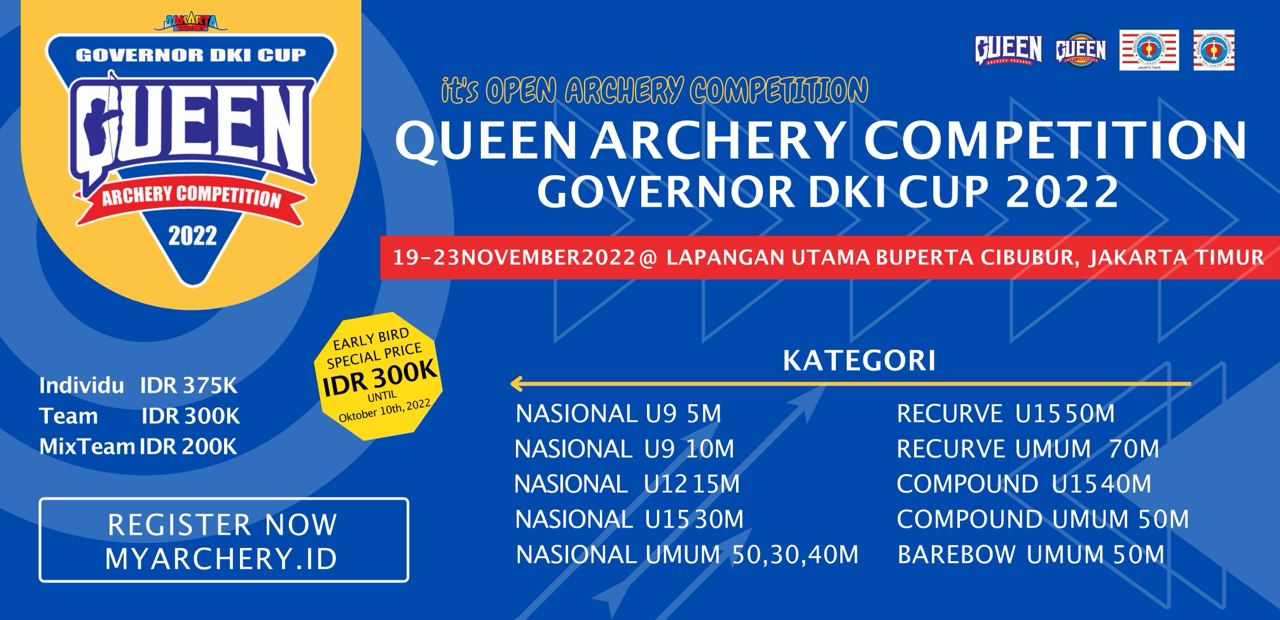 JAKARTA
GOVERNOR DKI CUP
QUEEN
ARCHERY COMPETITION
2022
QUEEN
QUEEN
it's OPEN ARCHERY COMPETITION
QUEEN ARCHERY COMPETITION
GOVERNOR DKI CUP 2022
19-23NOVEMBER2022@ LAPANGAN UTAMA BUPERTA CIBUBUR, JAKARTA TIMUR
EARLY BIRD
SPECIAL PRICE
IDR 300K
UNTIL
Oktober 10th, 2022
Individu IDR 375K
Team IDR 300K
MixTeam IDR 200K
REGISTER NOW
MYARCHERY.ID
KATEGORI
NASIONAL U9 5M
NASIONAL U9 10M
NASIONAL U12 15M
NASIONAL U15 30M
NASIONAL UMUM 50,30,40M
RECURVE U15 50M
RECURVE UMUM 70M
COMPOUND U15 40M
COMPOUND UMUM 50M
BAREBOW UMUM 50M